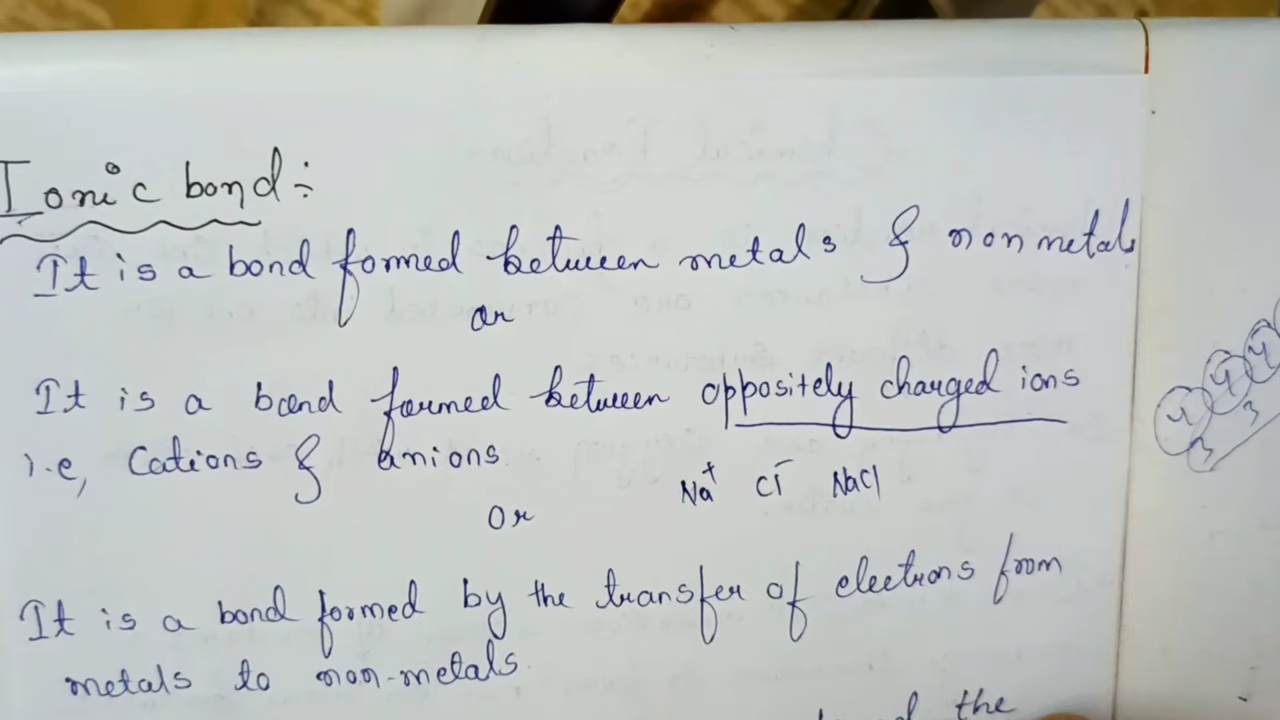 Ionic bond :-
It is a bond formed between metals & non metals
or
It is a bond formed between oppositely charged ions
i.e, Cations & anions
Na⁺ Cl⁻ NaCl
Or
It is a bond formed by the transfer of electrons from
metals to non-metals
the